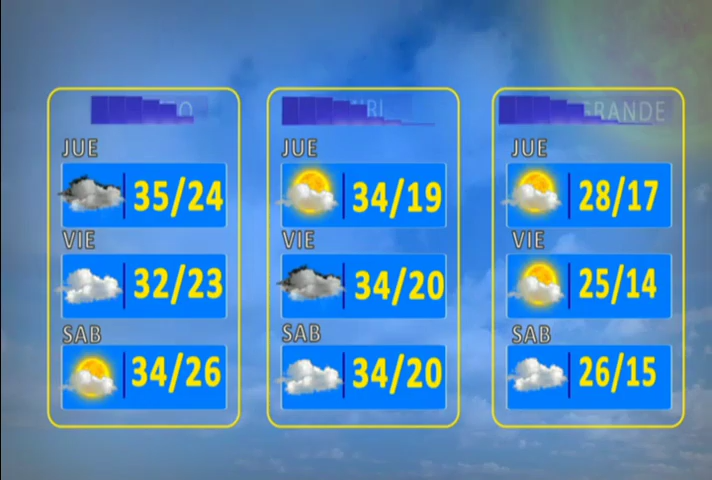 GRANDE
JUE
35/24
VIE
32/23
SAB
34/26
JUE
34/19
VIE
34/20
SAB
34/20
JUE
28/17
VIE
25/14
SAB
26/15